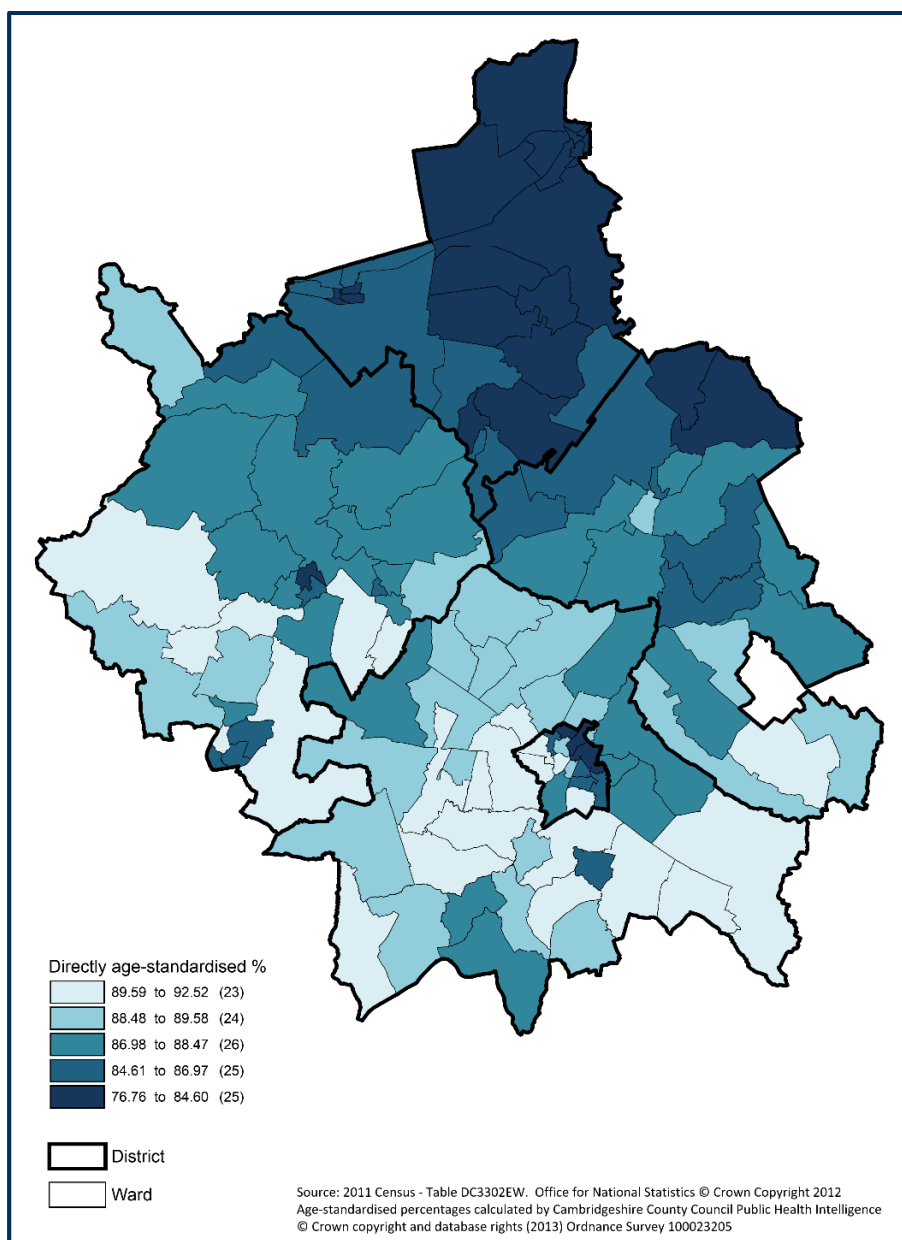 Directly age-standardised %
89.59 to 92.52 (23)
88.48 to 89.58 (24)
86.98 to 88.47 (26)
84.61 to 86.97 (25)
76.76 to 84.60 (25)
District
Ward
Source: 2011 Census - Table DC3302EW. Office for National Statistics © Crown Copyright 2012
Age-standardised percentages calculated by Cambridgeshire County Council Public Health Intelligence
© Crown copyright and database rights (2013) Ordnance Survey 100023205